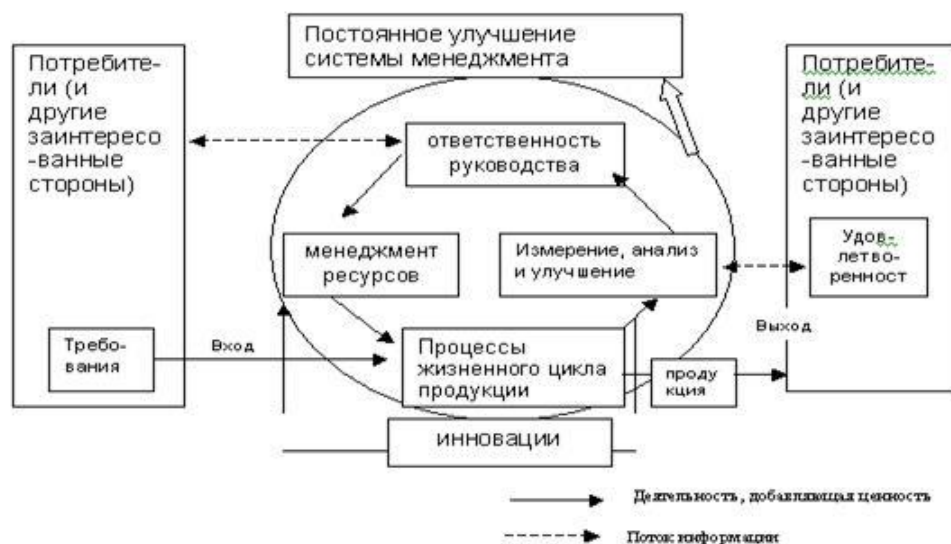 Постоянное улучшение
системы менеджмента
Потребите-
ли (и
другие
заинтересо
-ванные
стороны)
Потребите-
ли (и
другие
заинтересо
-ванные
стороны)
ответственность
руководства
менеджмент
ресурсов
Измерение, анализ
и улучшение
Удов-
летво-
ренност
Требо-
вания
Вход
Процессы
жизненного цикла
продукции
Выход
проду
кция
инновации
Деятельность, добавляющая ценность
Поток информации